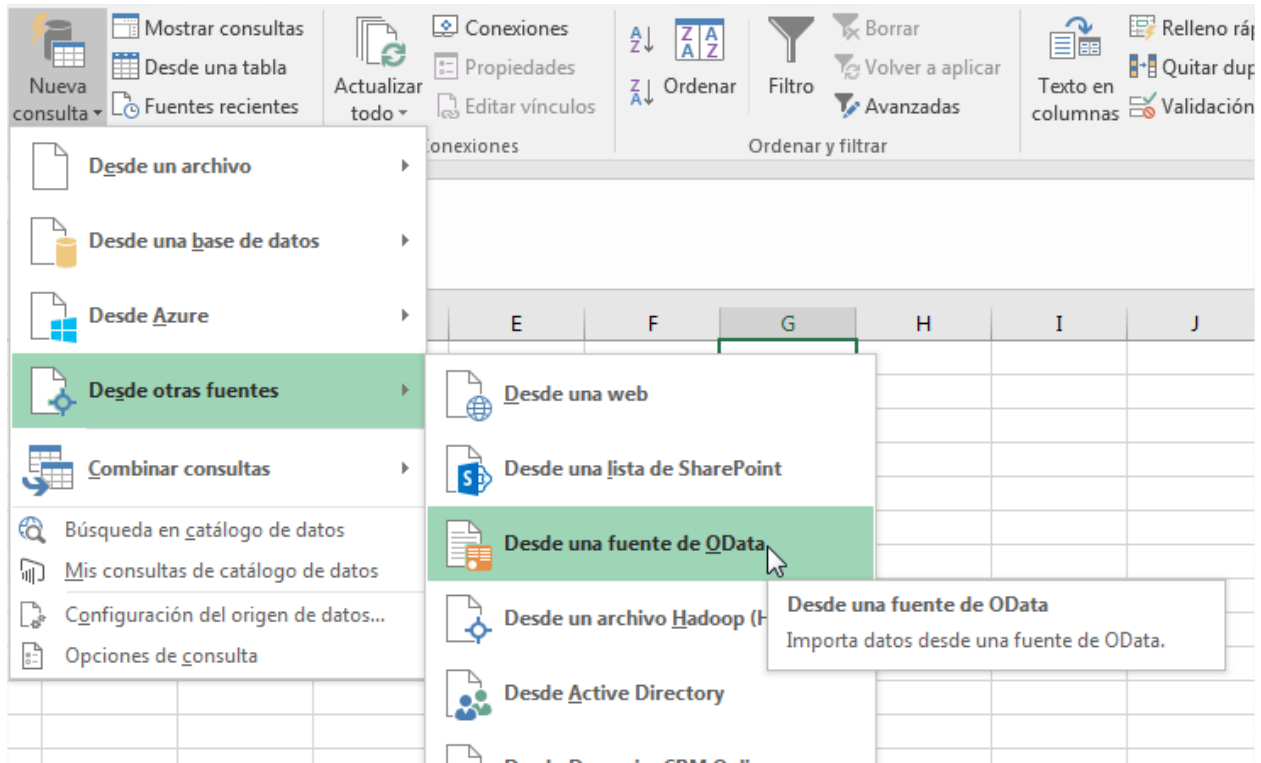 Nueva
consulta
Mostrar consultas
Desde una tabla
Fuentes recientes
Actualizar
todo
Conexiones
Propiedades
Editar vínculos
onexiones
Ordenar
Filtro
Borrar
Volver a aplicar
Avanzadas
Ordenar y filtrar
Texto en
columnas
Relleno ráp
Quitar dup
Validación
Desde un archivo
Desde una base de datos
Desde Azure
Desde otras fuentes
Combinar consultas
Búsqueda en catálogo de datos
Mis consultas de catálogo de datos
Configuración del origen de datos...
Opciones de consulta
E F G H I J
Desde una web
Desde una lista de SharePoint
Desde una fuente de OData
Desde un archivo Hadoop (H
Desde Active Directory
Desde una fuente de OData
Importa datos desde una fuente de OData.